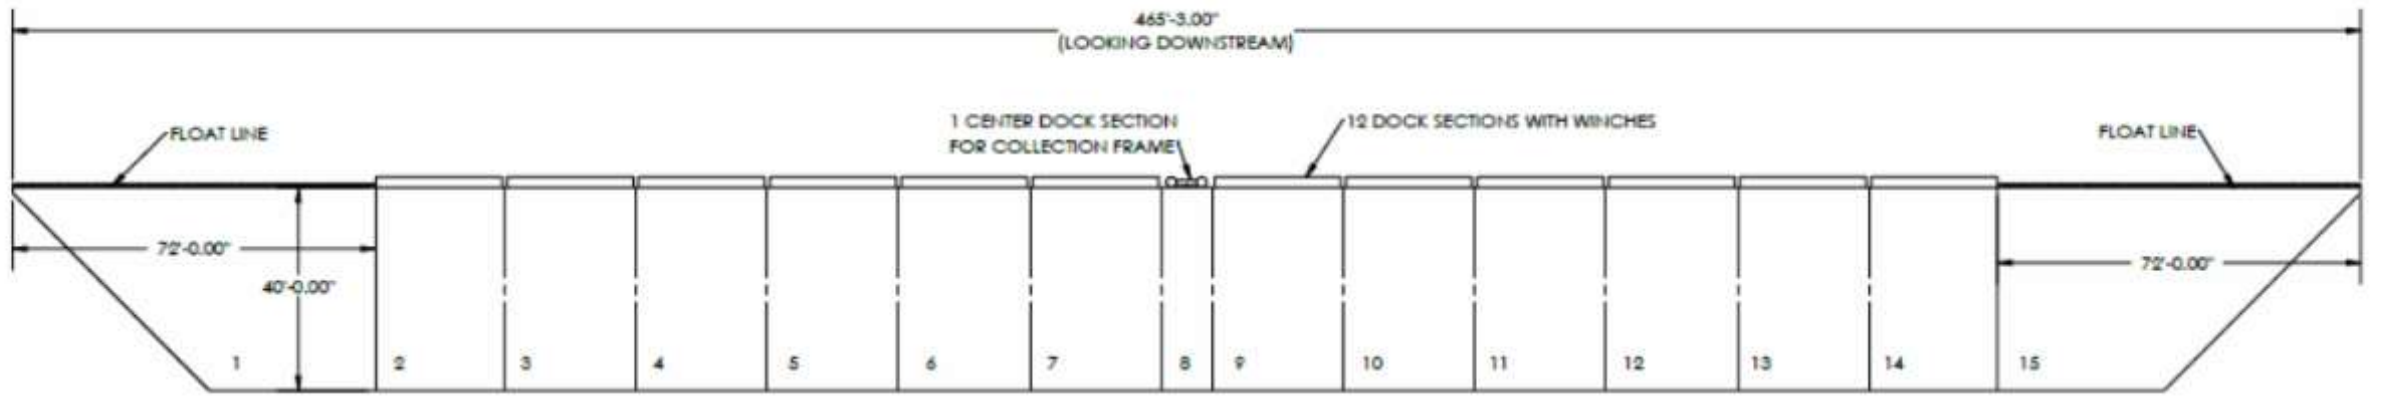 465'-3.00"
(LOOKING DOWNSTREAM)
1 CENTER DOCK SECTION
FOR COLLECTION FRAME
12 DOCK SECTIONS WITH WINCHES
FLOAT LINE
FLOAT LINE
72'-0.00"
40'-0.00"
72'-0.00"
1 2 3 4 5 6 7 8 9 10 11 12 13 14 15